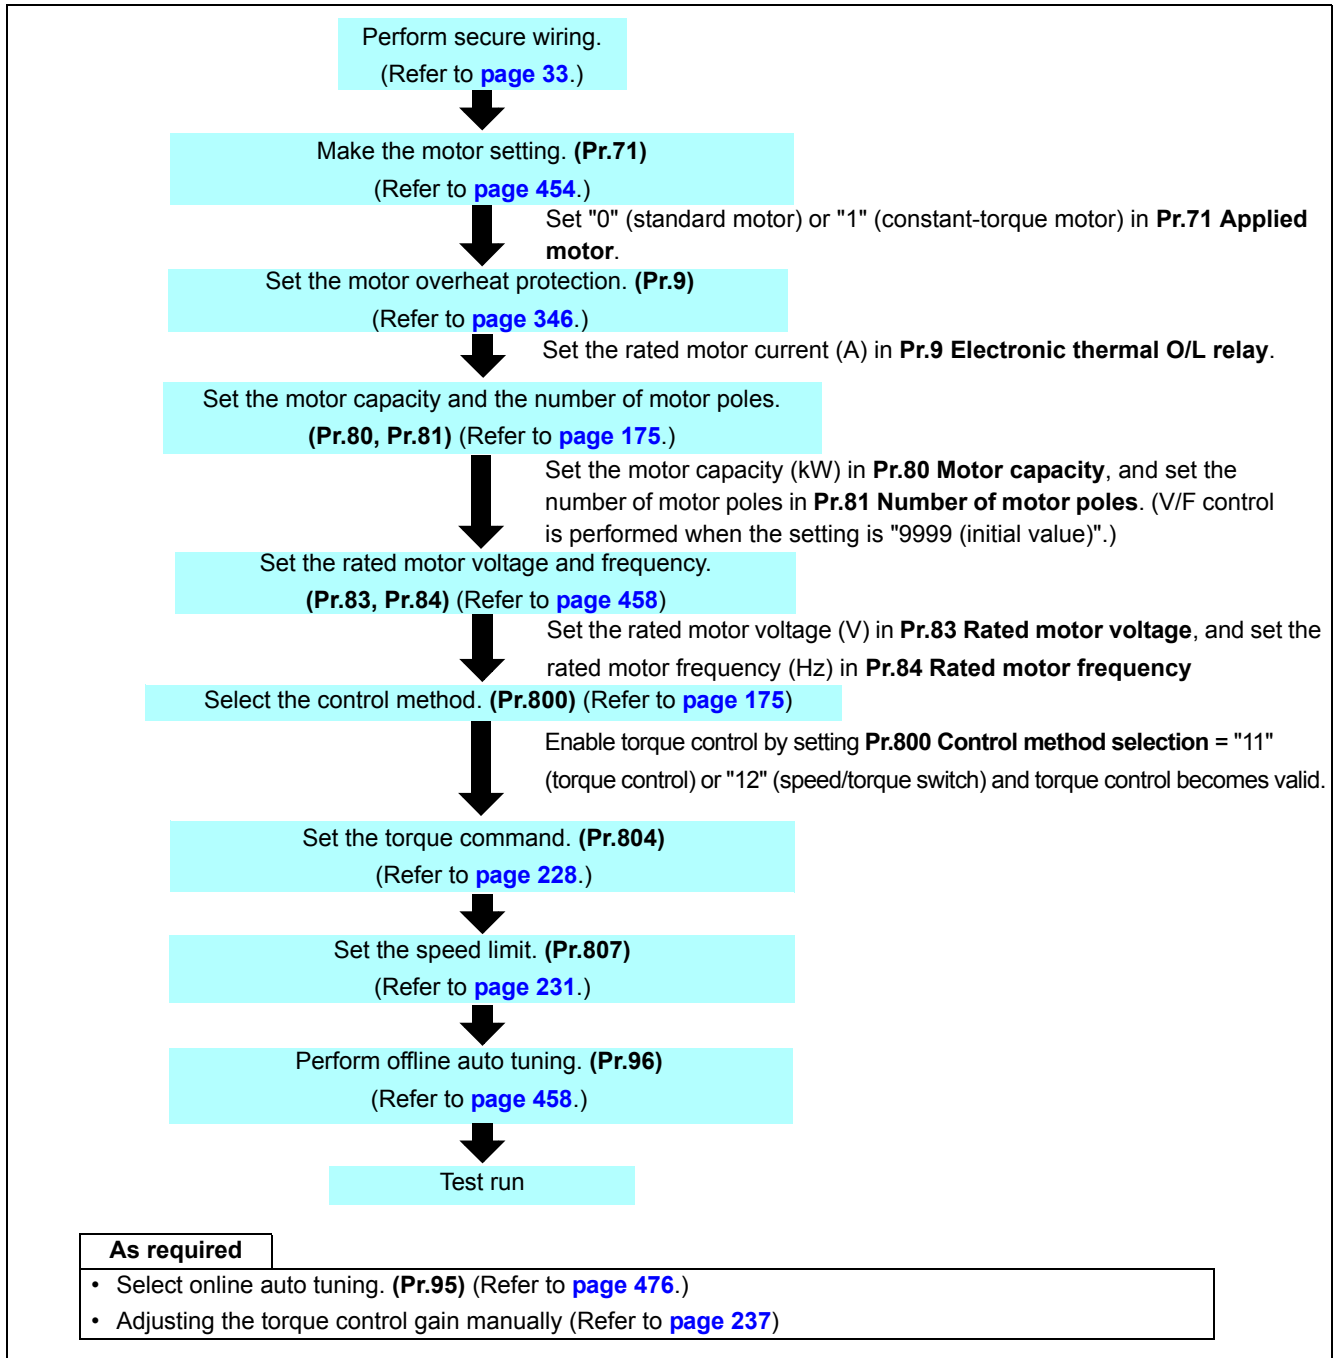 Perform secure wiring.
(Refer to page 33.)
Make the motor setting. (Pr.71)
(Refer to page 454.)
Set "0" (standard motor) or "1" (constant-torque motor) in Pr.71 Applied
motor.
Set the motor overheat protection. (Pr.9)
(Refer to page 346.)
Set the rated motor current (A) in Pr.9 Electronic thermal O/L relay.
Set the motor capacity and the number of motor poles.
(Pr.80, Pr.81) (Refer to page 175.)
Set the motor capacity (kW) in Pr.80 Motor capacity, and set the
number of motor poles in Pr.81 Number of motor poles. (V/F control
is performed when the setting is "9999 (initial value)".)
Set the rated motor voltage and frequency.
(Pr.83, Pr.84) (Refer to page 458)
Set the rated motor voltage (V) in Pr.83 Rated motor voltage, and set the
rated motor frequency (Hz) in Pr.84 Rated motor frequency
Select the control method. (Pr.800) (Refer to page 175)
Enable torque control by setting Pr.800 Control method selection = "11"
(torque control) or "12" (speed/torque switch) and torque control becomes valid.
Set the torque command. (Pr.804)
(Refer to page 228.)
Set the speed limit. (Pr.807)
(Refer to page 231.)
Perform offline auto tuning. (Pr.96)
(Refer to page 458.)
Test run
As required
• Select online auto tuning. (Pr.95) (Refer to page 476.)
• Adjusting the torque control gain manually (Refer to page 237)